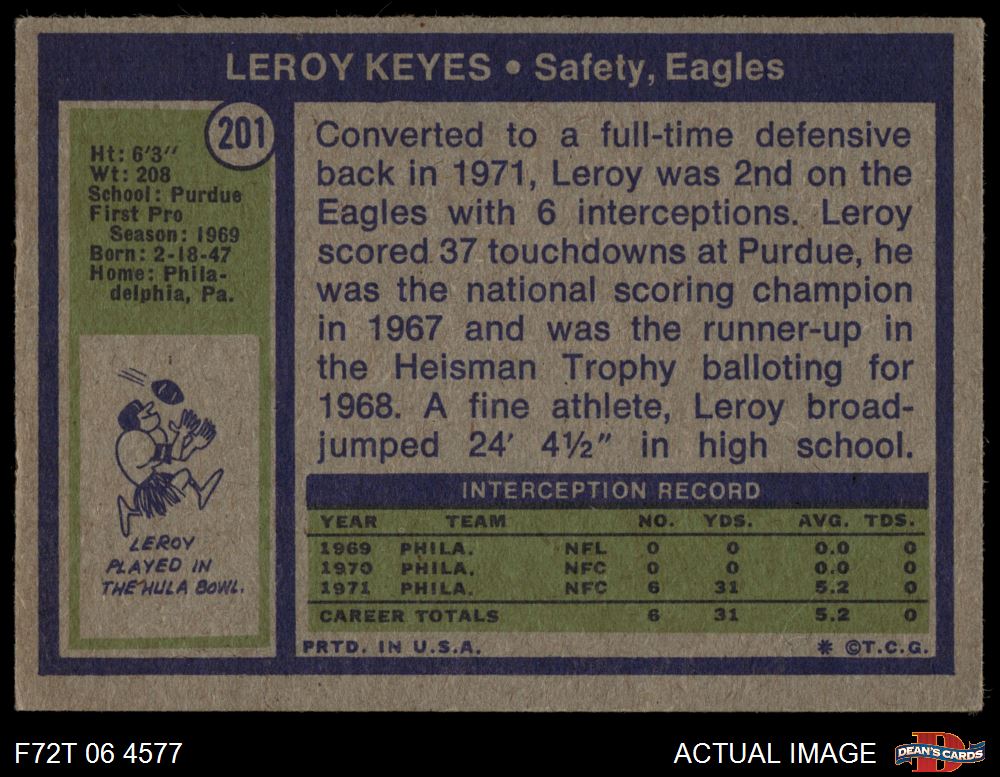 LEROY KEYES • Safety, Eagles
201
Ht: 6'3"
Wt: 208
School: Purdue
First Pro
Season: 1969
Born: 2-18-47
Home: Phila-
delphia, Pa.
LEROY
PLAYED IN
THE HULA BOWL.
Converted to a full-time defensive
back in 1971, Leroy was 2nd on the
Eagles with 6 interceptions. Leroy
scored 37 touchdowns at Purdue, he
was the national scoring champion
in 1967 and was the runner-up in
the Heisman Trophy balloting for
1968. A fine athlete, Leroy broad-
jumped 24' 4½" in high school.
INTERCEPTION RECORD
YEAR TEAM NO. YDS. AVG. TDS.
1969 PHILA. NFL 0 0 0.0 0
1970 PHILA. NFC 0 0 0.0 0
1971 PHILA. NFC 6 31 5.2 0
CAREER TOTALS 6 31 5.2 0
PRTD. IN U.S.A. * ©T.C.G.
F72T 06 4577 ACTUAL IMAGE DEAN'S CARDS